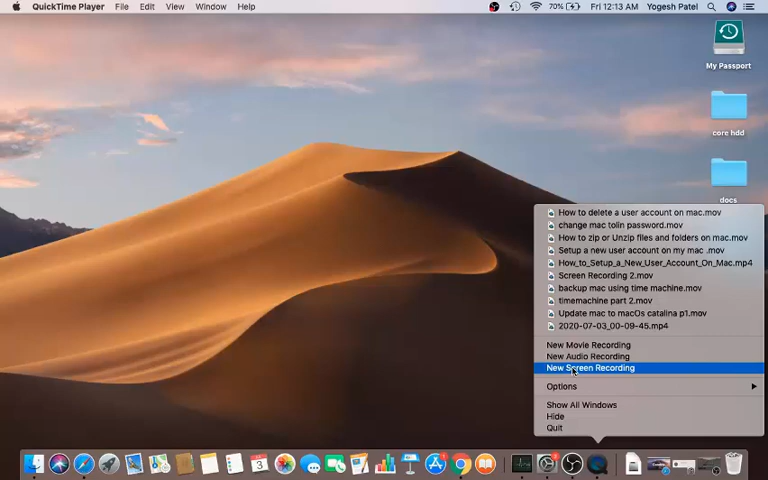 QuickTime Player File Edit View Window Help 70% Fri 12:13 AM Yogesh Patel
My Passport
core hdd
docs
How to delete a user account on mac.mov
change mac tolin password.mov
How to zip or Unzip files and folders on mac.mov
Setup a new user account on my mac .mov
How_to_Setup_a_New_User_Account_On_Mac.mp4
Screen Recording 2.mov
backup mac using time machine.mov
timemachine part 2.mov
Update mac to macOs catalina p1.mov
2020-07-03_00-09-45.mp4
New Movie Recording
New Audio Recording
New Screen Recording
Options
Show All Windows
Hide
Quit
3